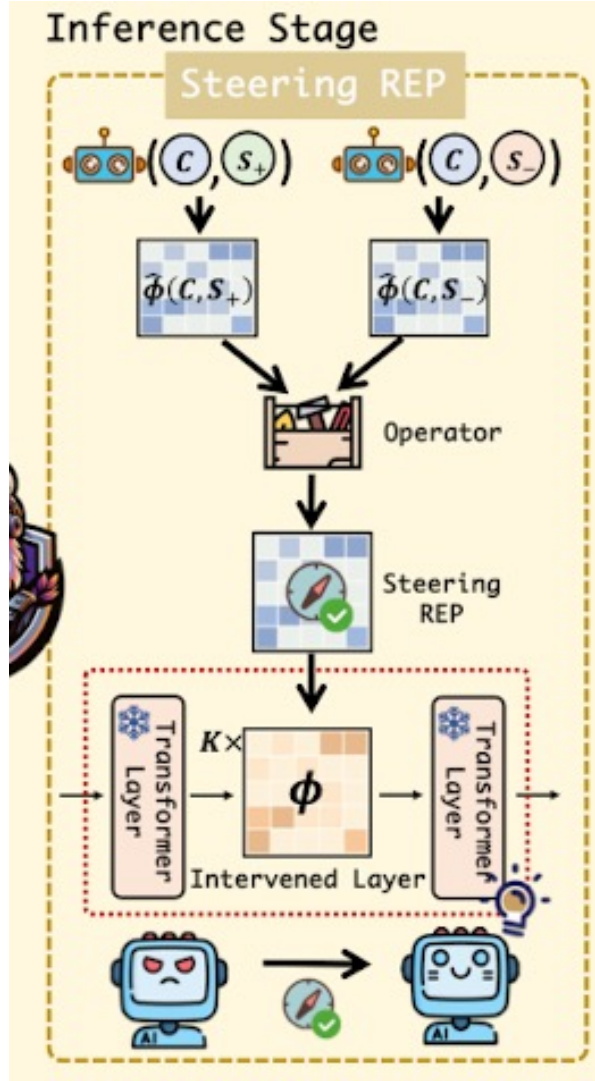 Inference Stage
Steering REP
(C, S₊) (C, S₋)
ϕ̂(C, S₊) ϕ̂(C, S₋)
Operator
Steering
REP
K×
Transformer
Layer
ϕ
Transformer
Layer
Intervened Layer
AI
AI